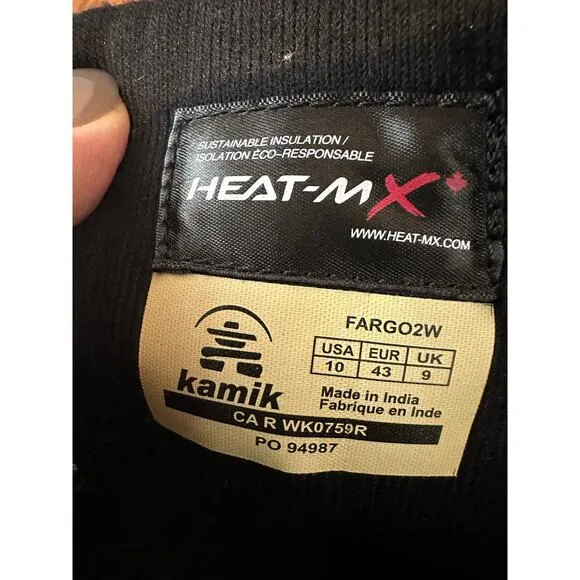 SUSTAINABLE INSULATION /
ISOLATION ÉCO-RESPONSABLE
HEAT-MX
WWW.HEAT-MX.COM
FARGO2W
USA EUR UK
10 43 9
kamik
Made in India
Fabrique en Inde
CA R WK0759R
PO 94987